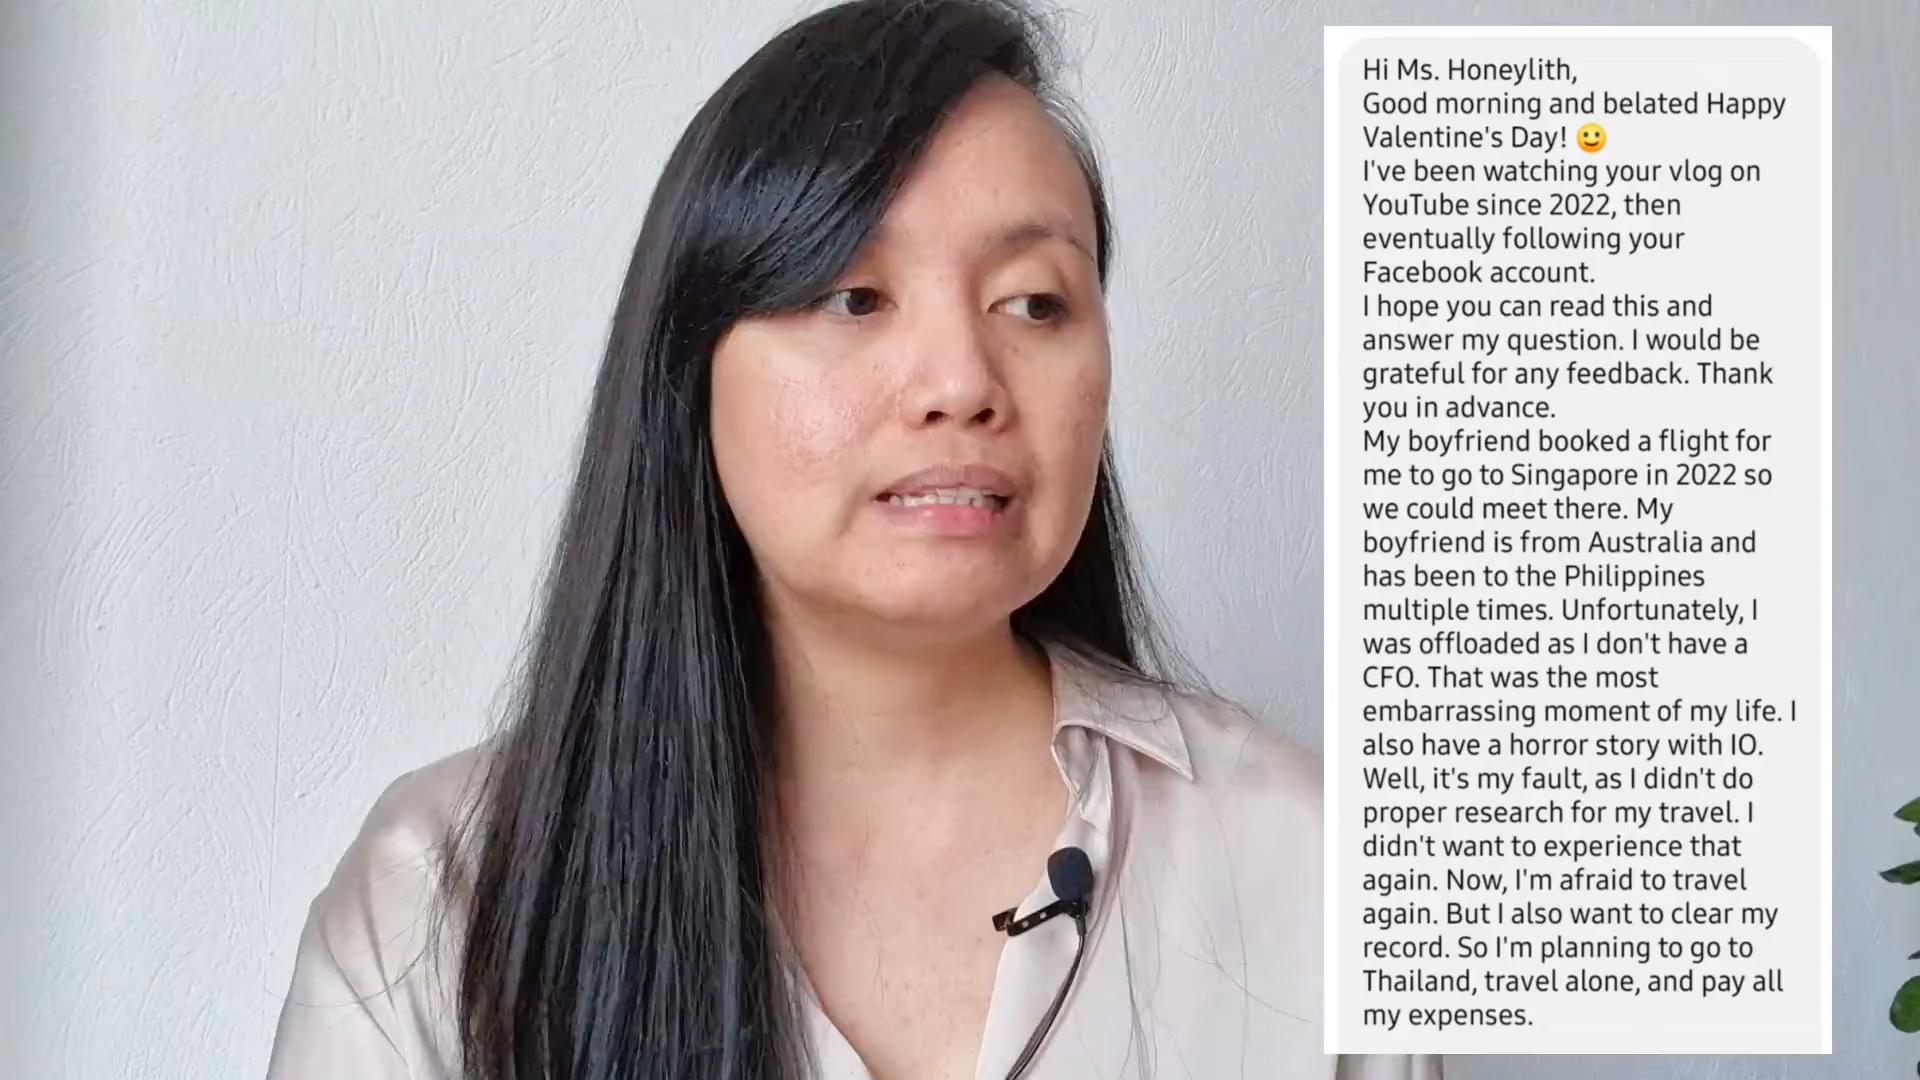 Hi Ms. Honeylith,
Good morning and belated Happy
Valentine's Day! 🙂
I've been watching your vlog on
YouTube since 2022, then
eventually following your
Facebook account.
I hope you can read this and
answer my question. I would be
grateful for any feedback. Thank
you in advance.
My boyfriend booked a flight for
me to go to Singapore in 2022 so
we could meet there. My
boyfriend is from Australia and
has been to the Philippines
multiple times. Unfortunately, I
was offloaded as I don't have a
CFO. That was the most
embarrassing moment of my life. I
also have a horror story with IO.
Well, it's my fault, as I didn't do
proper research for my travel. I
didn't want to experience that
again. Now, I'm afraid to travel
again. But I also want to clear my
record. So I'm planning to go to
Thailand, travel alone, and pay all
my expenses.